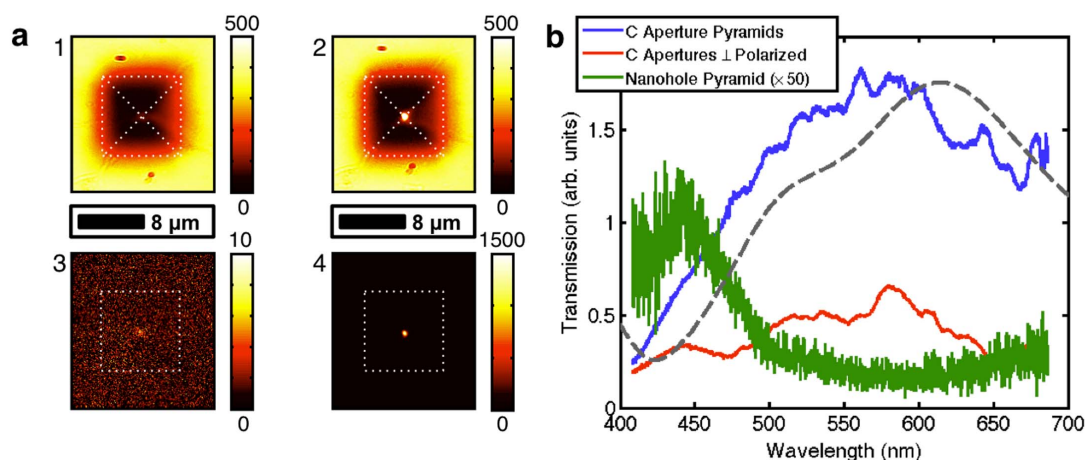 a
1
500
0
2
500
0
8 µm
8 µm
3
10
0
4
1500
0
b
C Aperture Pyramids
C Apertures ⊥ Polarized
Nanohole Pyramid (×50)
Transmission (arb. units)
1.5
1
0.5
0
400 450 500 550 600 650 700
Wavelength (nm)